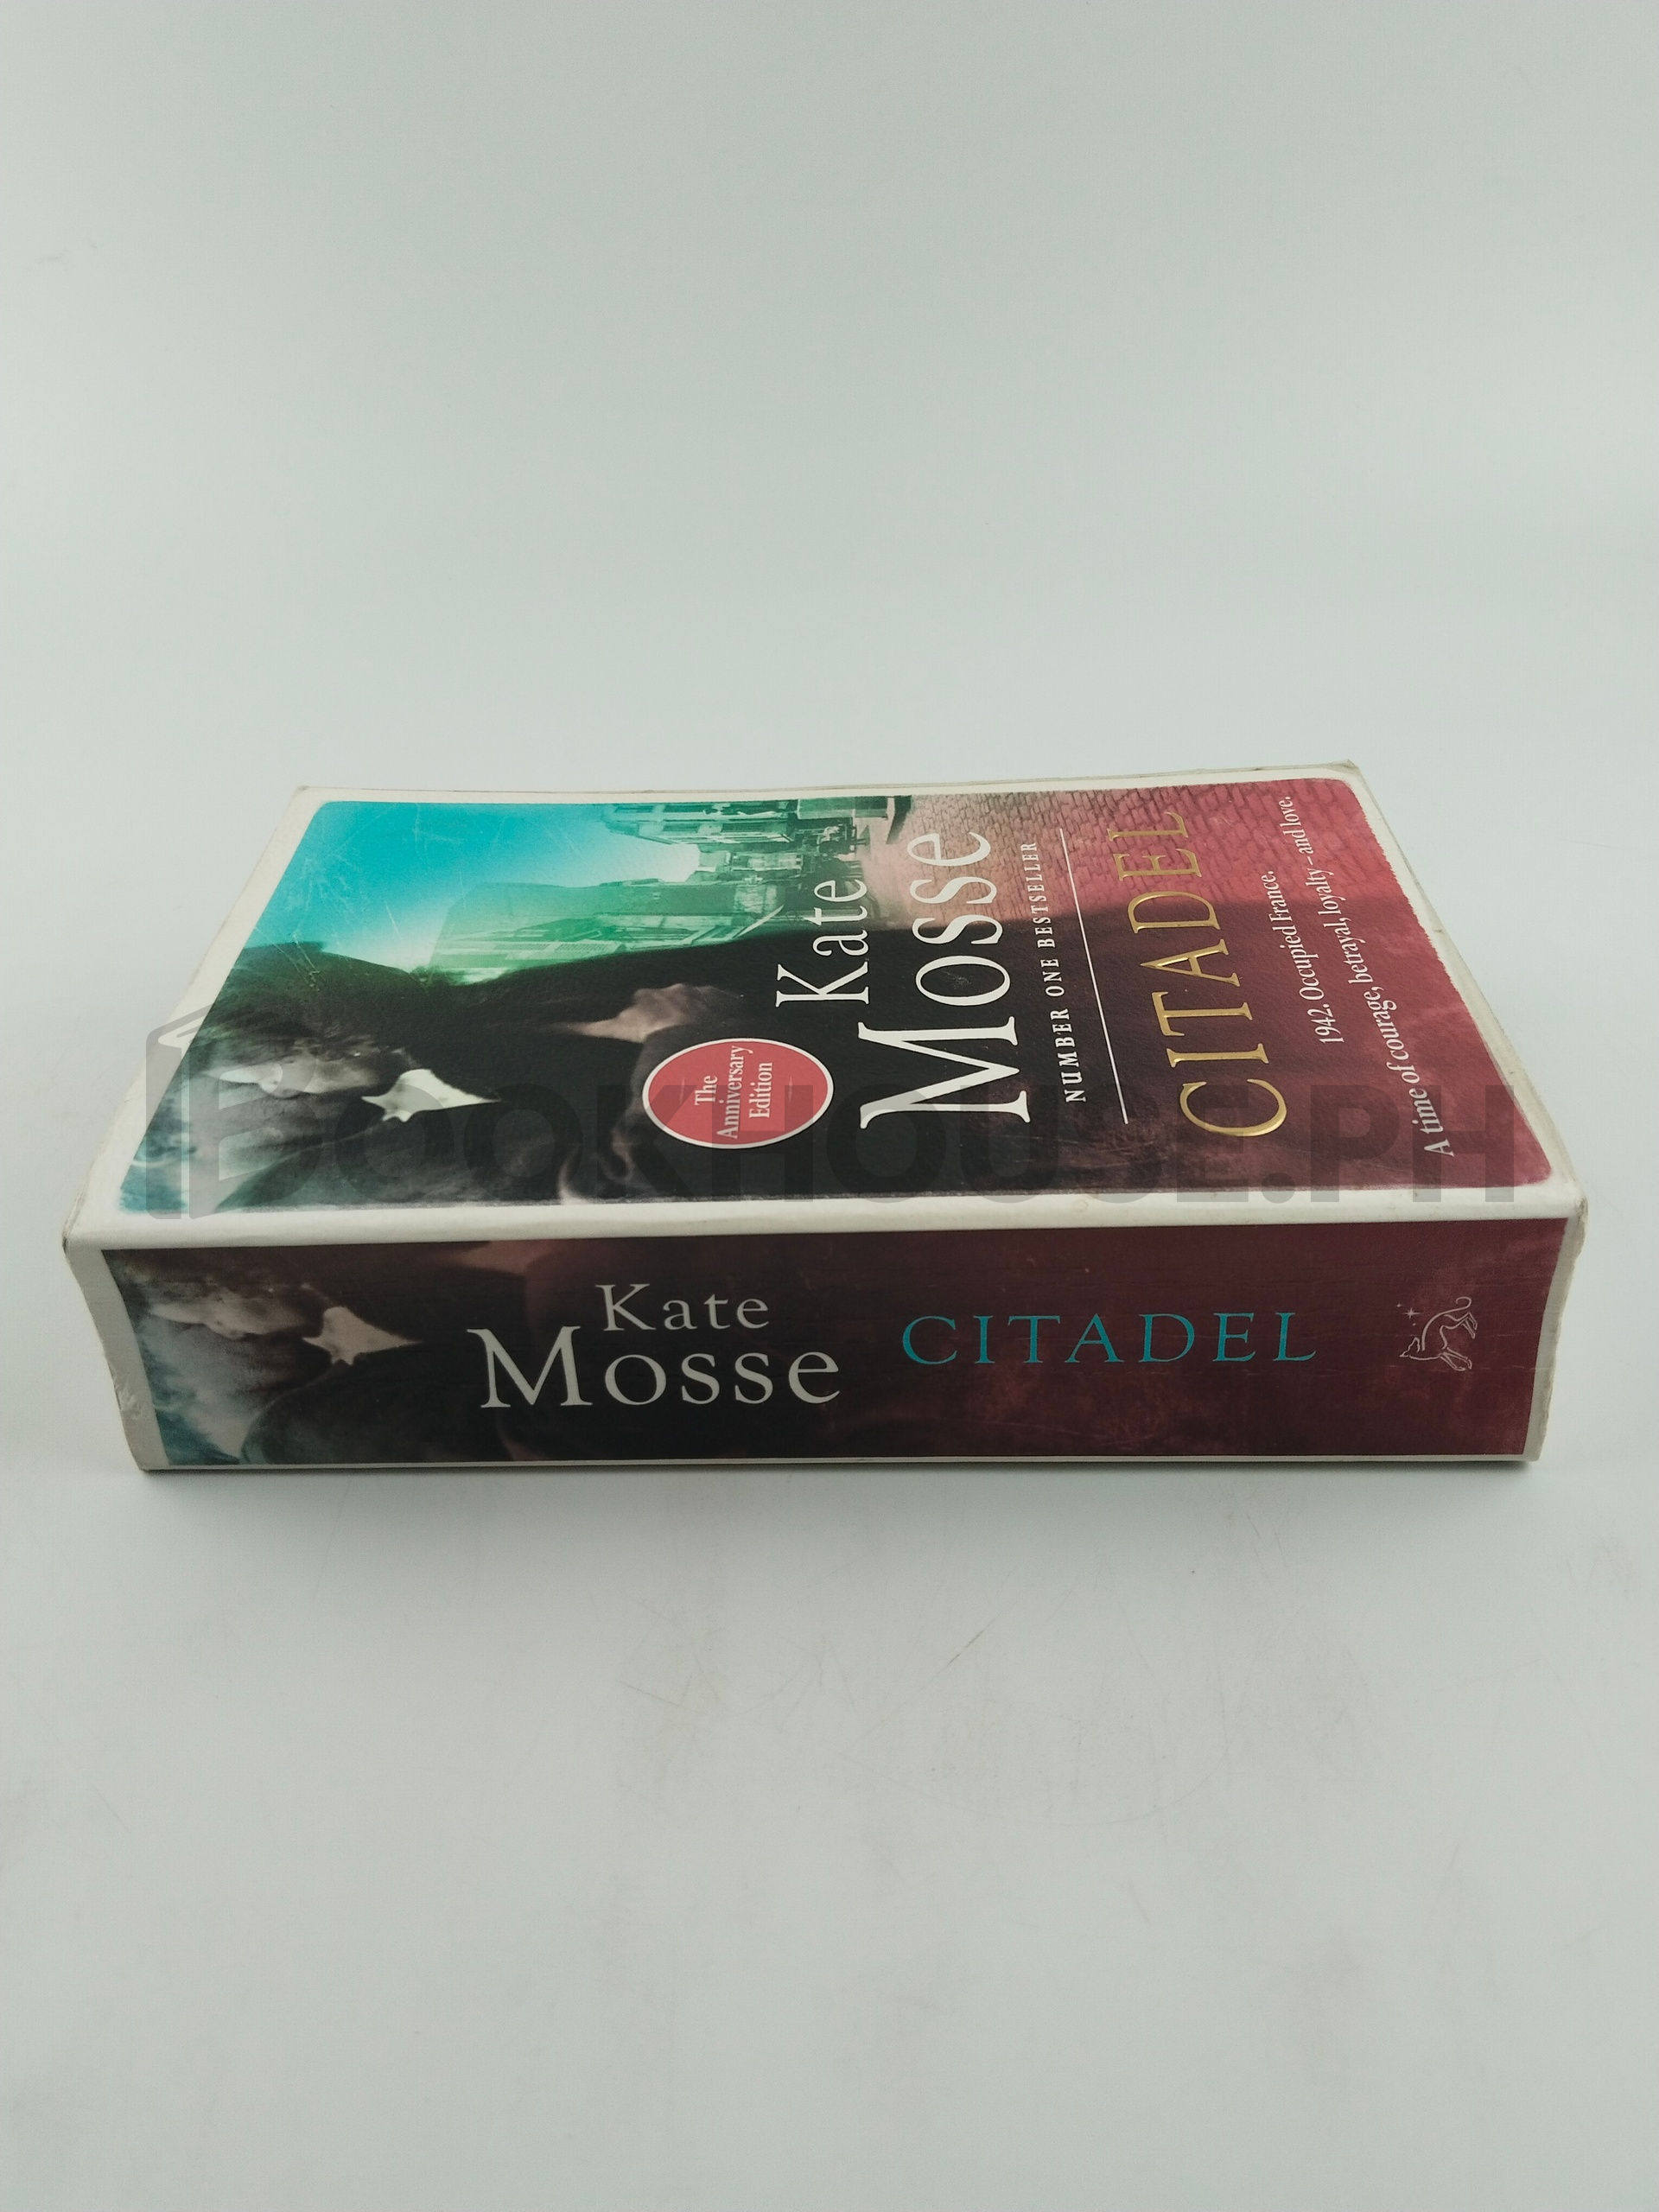 The
Anniversary
Edition
Kate
Mosse
NUMBER ONE BESTSELLER
CITADEL
1942. Occupied France.
A time of courage, betrayal, loyalty – and love.
Kate
Mosse
CITADEL
BOOKHOUSE.PH